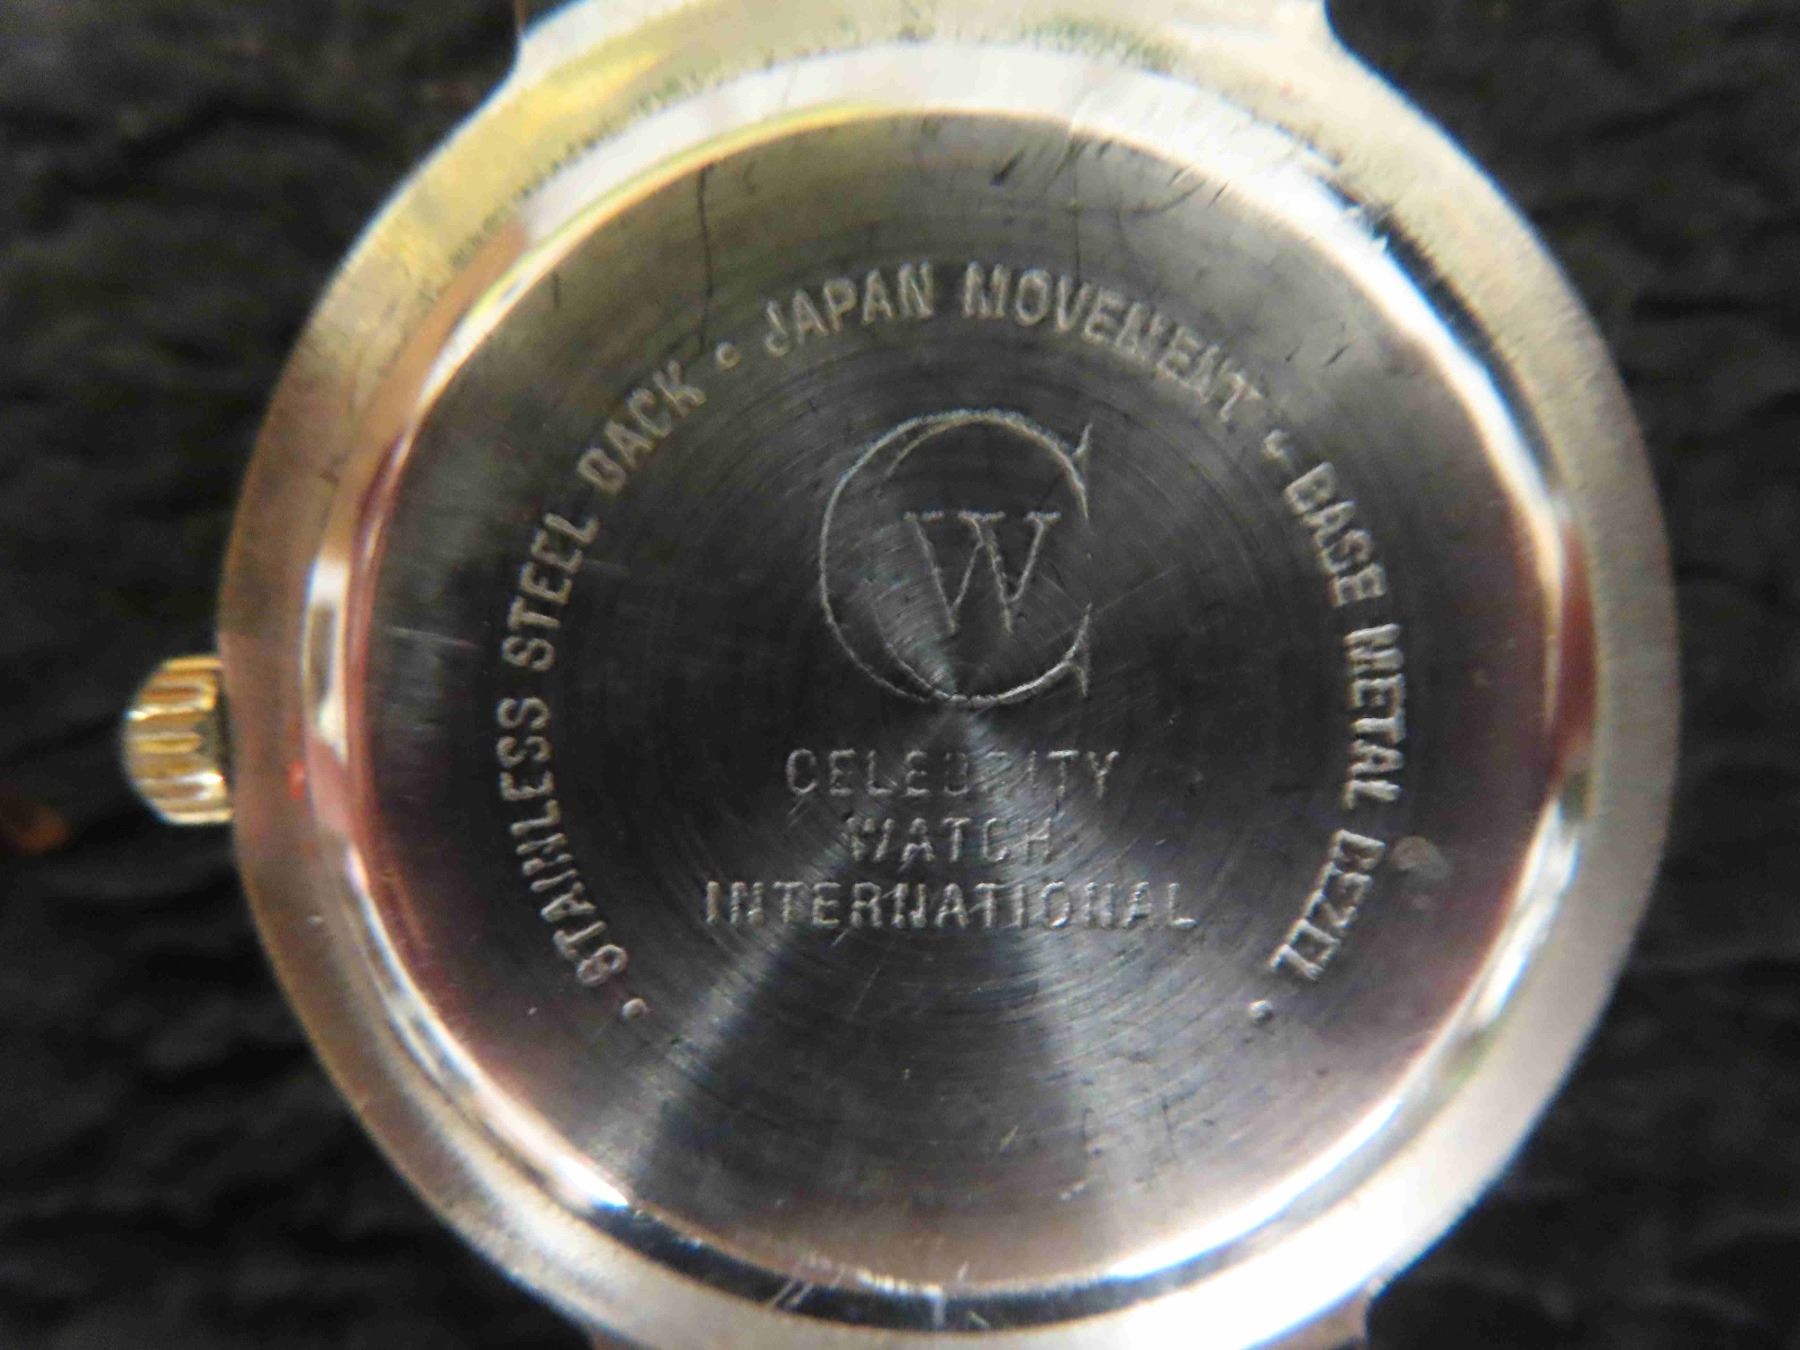 • STAINLESS STEEL BACK • JAPAN MOVEMENT • BASE METAL BEZEL •
CW
CELEBRITY
WATCH
INTERNATIONAL